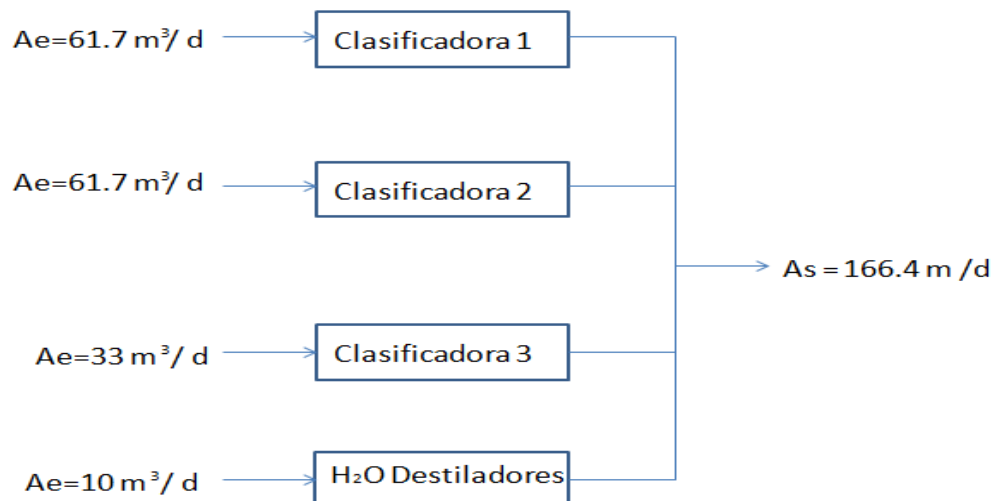 Ae=61.7 m³/ d
Clasificadora 1
Ae=61.7 m³/ d
Clasificadora 2
As = 166.4 m /d
Ae=33 m³/ d
Clasificadora 3
Ae=10 m³/ d
H₂O Destiladores